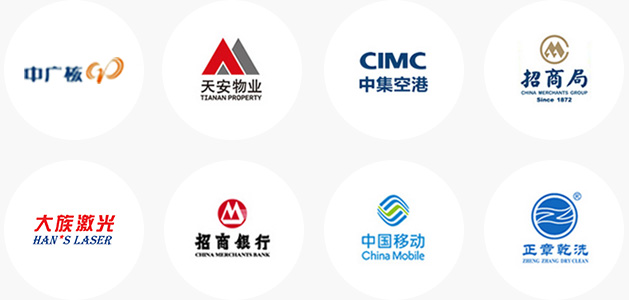 中广核
天安物业
TIANAN PROPERTY
CIMC
中集空港
招商局
CHINA MERCHANTS GROUP
Since 1872
大族激光
HAN'S LASER
招商银行
CHINA MERCHANTS BANK
中国移动
China Mobile
®
正章乾洗
ZHENG ZHANG DRY CLEAN